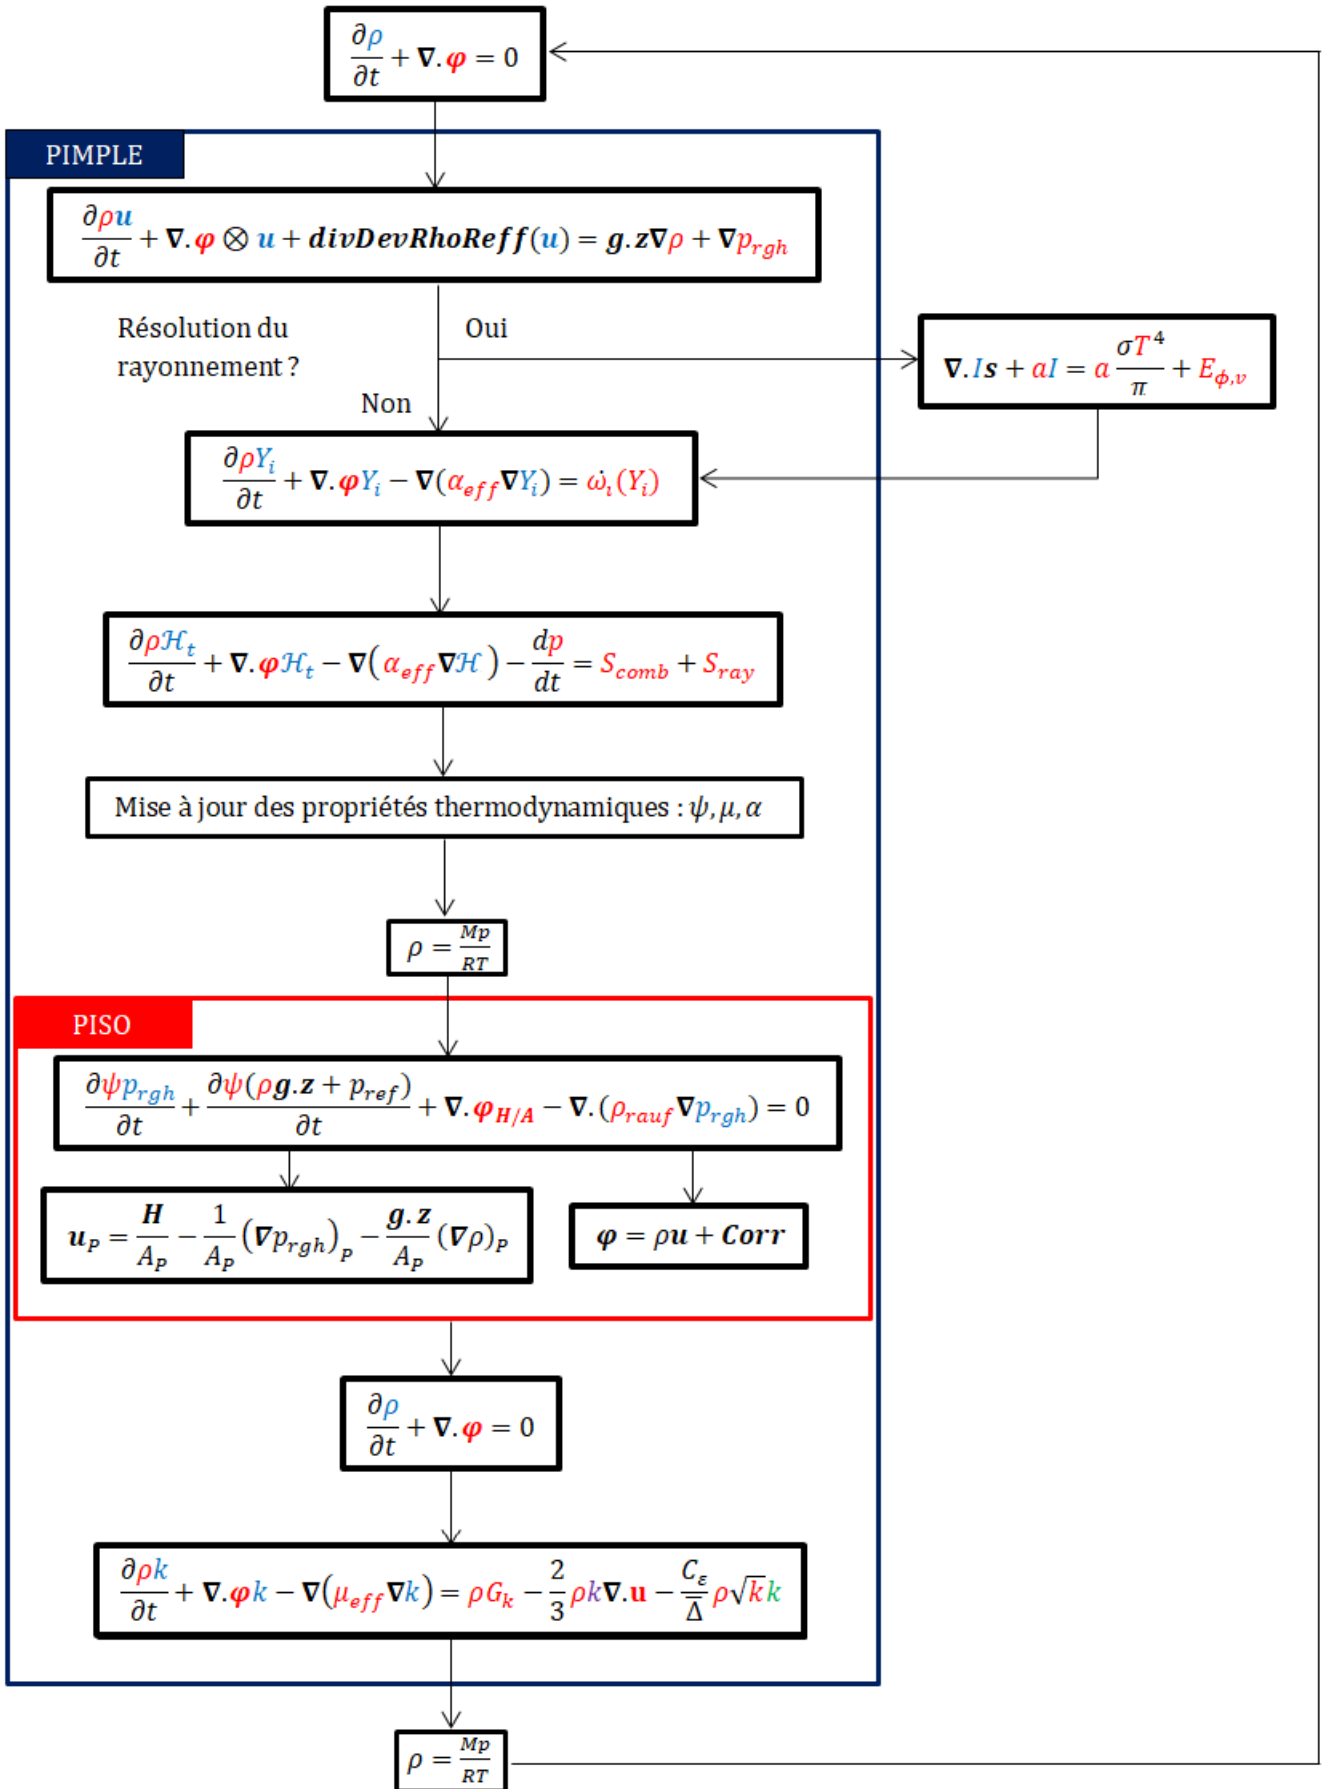 ∂ρ/∂t + ∇.φ = 0
PIMPLE
∂ρu/∂t + ∇.φ ⊗ u + divDevRhoReff(u) = g.z∇ρ + ∇p_rgh
Résolution du
rayonnement ?
Oui
∇.Is + aI = a σT⁴/π + E_ϕ,v
Non
∂ρY_i/∂t + ∇.φY_i − ∇(α_eff∇Y_i) = ω̇_ι(Y_i)
∂ρℋ_t/∂t + ∇.φℋ_t − ∇(α_eff∇ℋ) − dp/dt = S_comb + S_ray
Mise à jour des propriétés thermodynamiques : ψ, μ, α
ρ = Mp/RT
PISO
∂ψp_rgh/∂t + ∂ψ(ρg.z + p_ref)/∂t + ∇.φ_H/A − ∇.(ρ_rauf∇p_rgh) = 0
u_P = H/A_P − 1/A_P (∇p_rgh)_P − g.z/A_P (∇ρ)_P
φ = ρu + Corr
∂ρ/∂t + ∇.φ = 0
∂ρk/∂t + ∇.φk − ∇(μ_eff∇k) = ρG_k − 2/3 ρk∇.u − C_ε/Δ̅ ρ√k k
ρ = Mp/RT